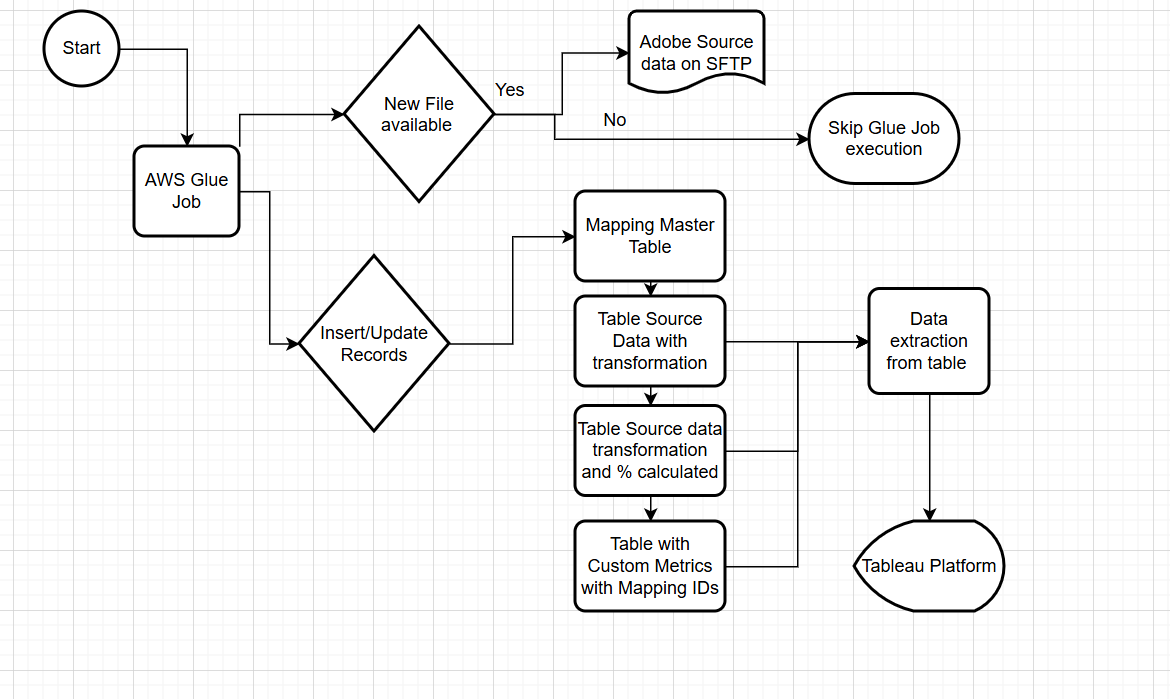 Start
Adobe Source
data on SFTP
Yes
New File
available
No
Skip Glue Job
execution
AWS Glue
Job
Mapping Master
Table
Insert/Update
Records
Table Source
Data with
transformation
Data
extraction
from table
Table Source data
transformation
and % calculated
Table with
Custom Metrics
with Mapping IDs
Tableau Platform